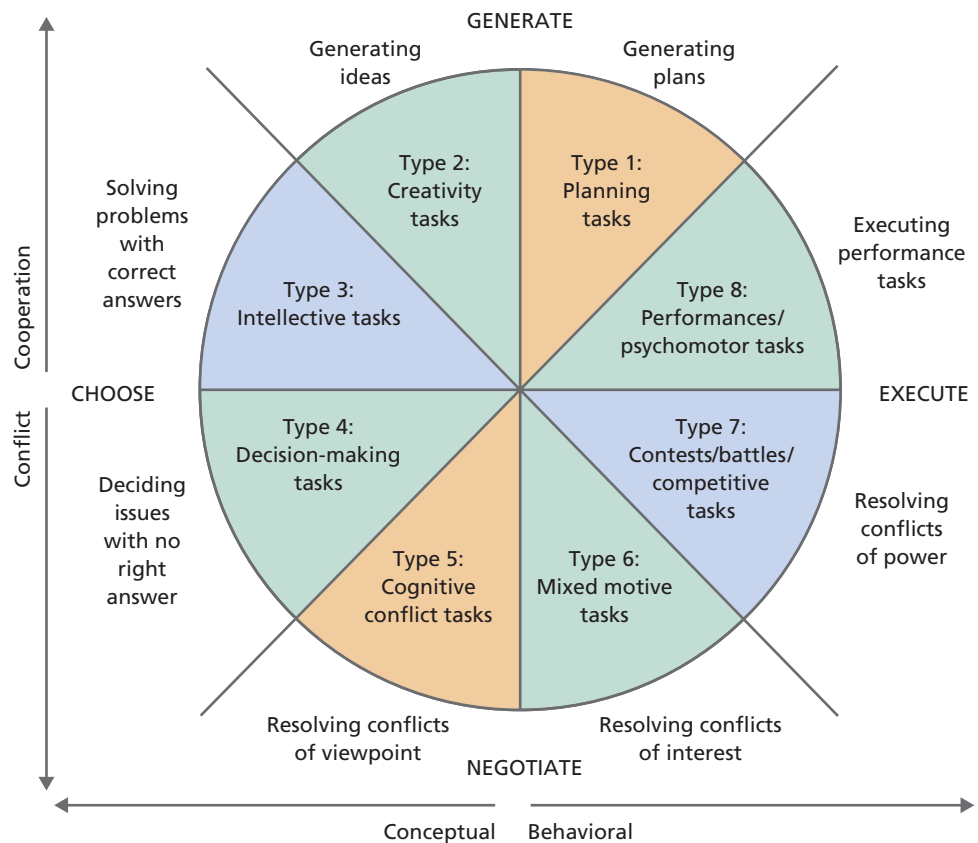 GENERATE
Generating
ideas
Generating
plans
Type 2:
Creativity
tasks
Type 1:
Planning
tasks
Solving
problems
with
correct
answers
Executing
performance
tasks
Type 3:
Intellective tasks
Type 8:
Performances/
psychomotor tasks
Cooperation
CHOOSE
EXECUTE
Conflict
Type 4:
Decision-making
tasks
Type 7:
Contests/battles/
competitive
tasks
Deciding
issues
with no
right
answer
Resolving
conflicts
of power
Type 5:
Cognitive
conflict tasks
Type 6:
Mixed motive
tasks
Resolving conflicts
of viewpoint
Resolving conflicts
of interest
NEGOTIATE
Conceptual
Behavioral